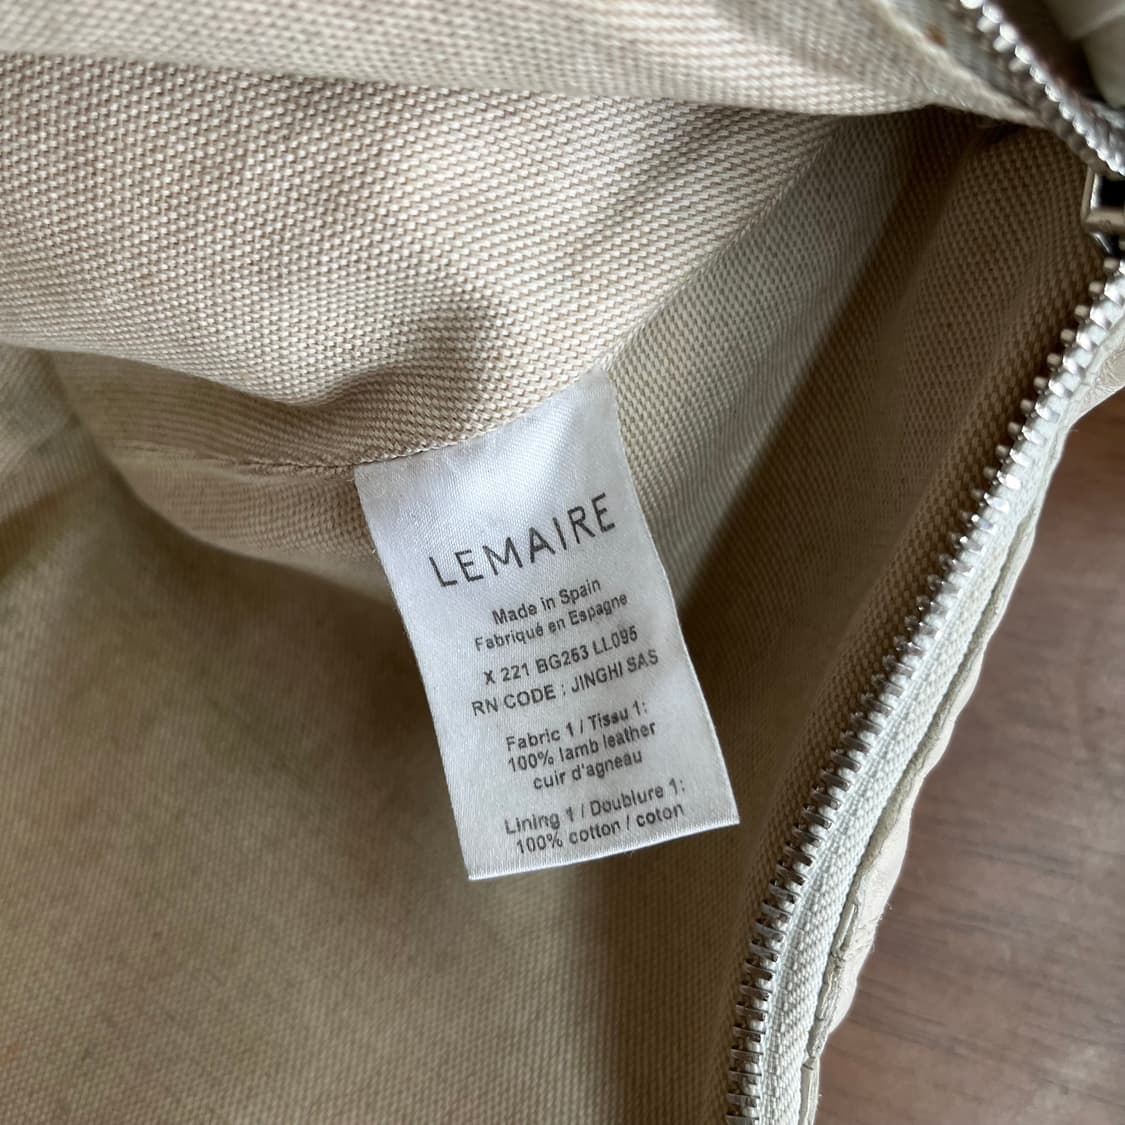 LEMAIRE
Made in Spain
Fabriqué en Espagne
X 221 BG263 LL095
RN CODE : JINGHI SAS
Fabric 1 / Tissu 1:
100% lamb leather
cuir d'agneau
Lining 1 / Doublure 1:
100% cotton / coton